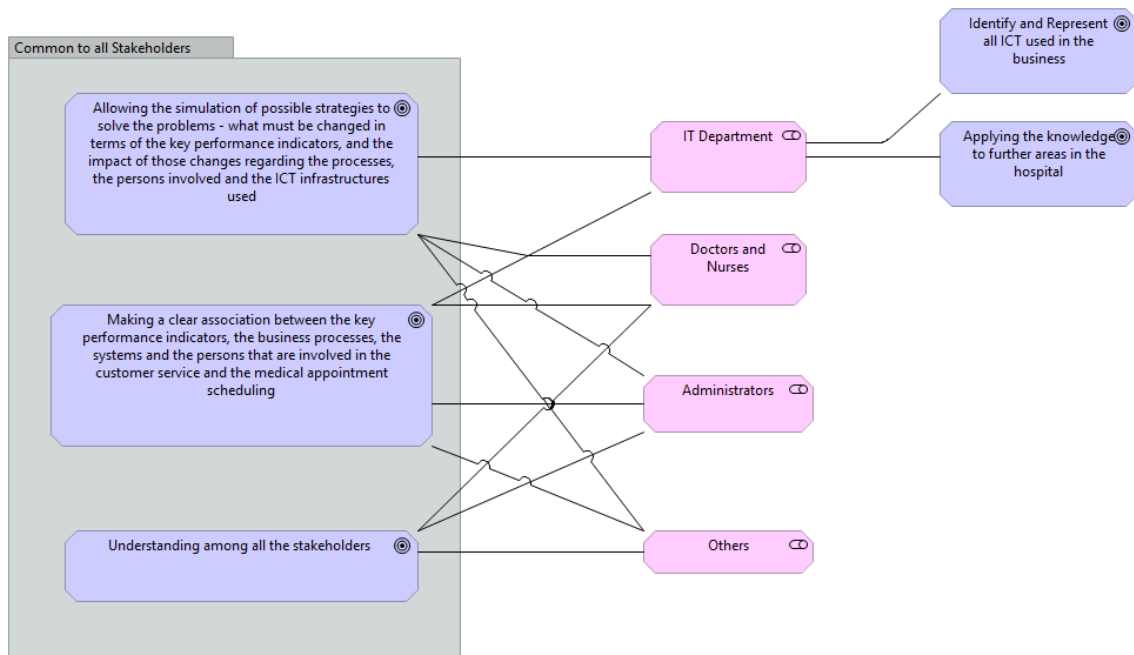 Common to all Stakeholders
Allowing the simulation of possible strategies to
solve the problems - what must be changed in
terms of the key performance indicators, and the
impact of those changes regarding the processes,
the persons involved and the ICT infrastructures
used
Making a clear association between the key
performance indicators, the business processes, the
systems and the persons that are involved in the
customer service and the medical appointment
scheduling
Understanding among all the stakeholders
IT Department
Doctors and
Nurses
Administrators
Others
Identify and Represent
all ICT used in the
business
Applying the knowledge
to further areas in the
hospital